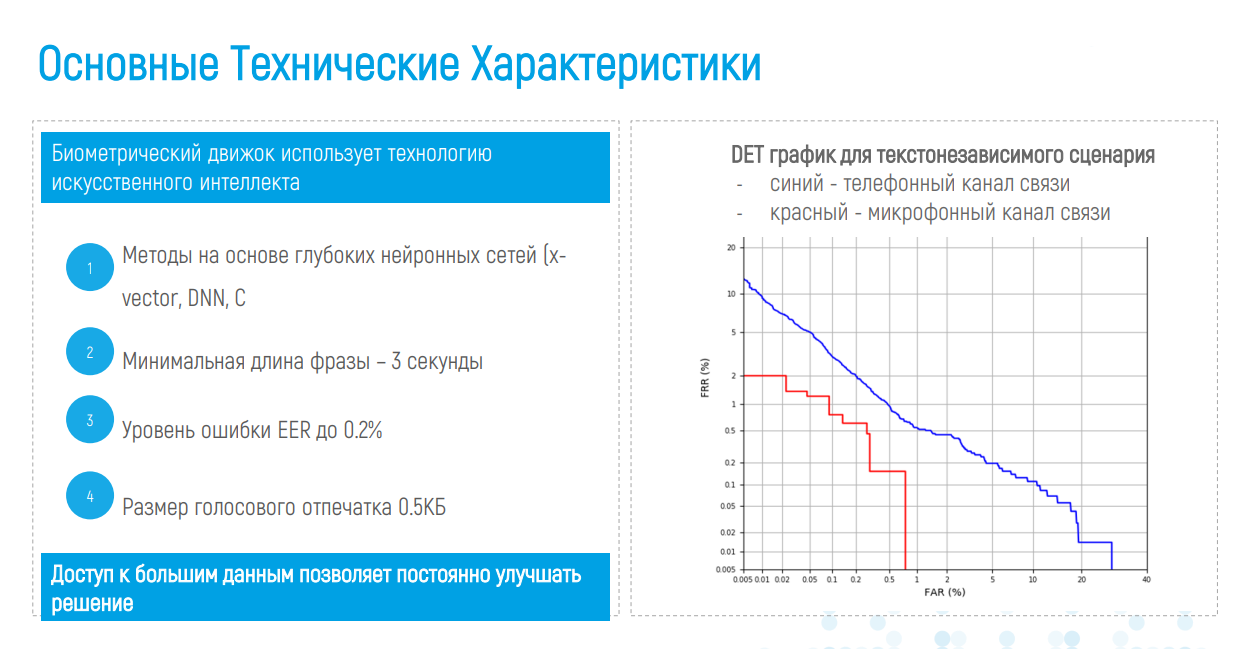 Основные Технические Характеристики
Биометрический движок использует технологию
искусственного интеллекта
1
Методы на основе глубоких нейронных сетей (x-
vector, DNN, C
2
Минимальная длина фразы – 3 секунды
3
Уровень ошибки EER до 0.2%
4
Размер голосового отпечатка 0.5КБ
Доступ к большим данным позволяет постоянно улучшать
решение
DET график для текстонезависимого сценария
- синий - телефонный канал связи
- красный - микрофонный канал связи
FRR (%)
20
10
5
2
1
0.5
0.2
0.1
0.05
0.02
0.01
0.005
0.005 0.01 0.02 0.05 0.1 0.2 0.5 1 2 5 10 20 40
FAR (%)